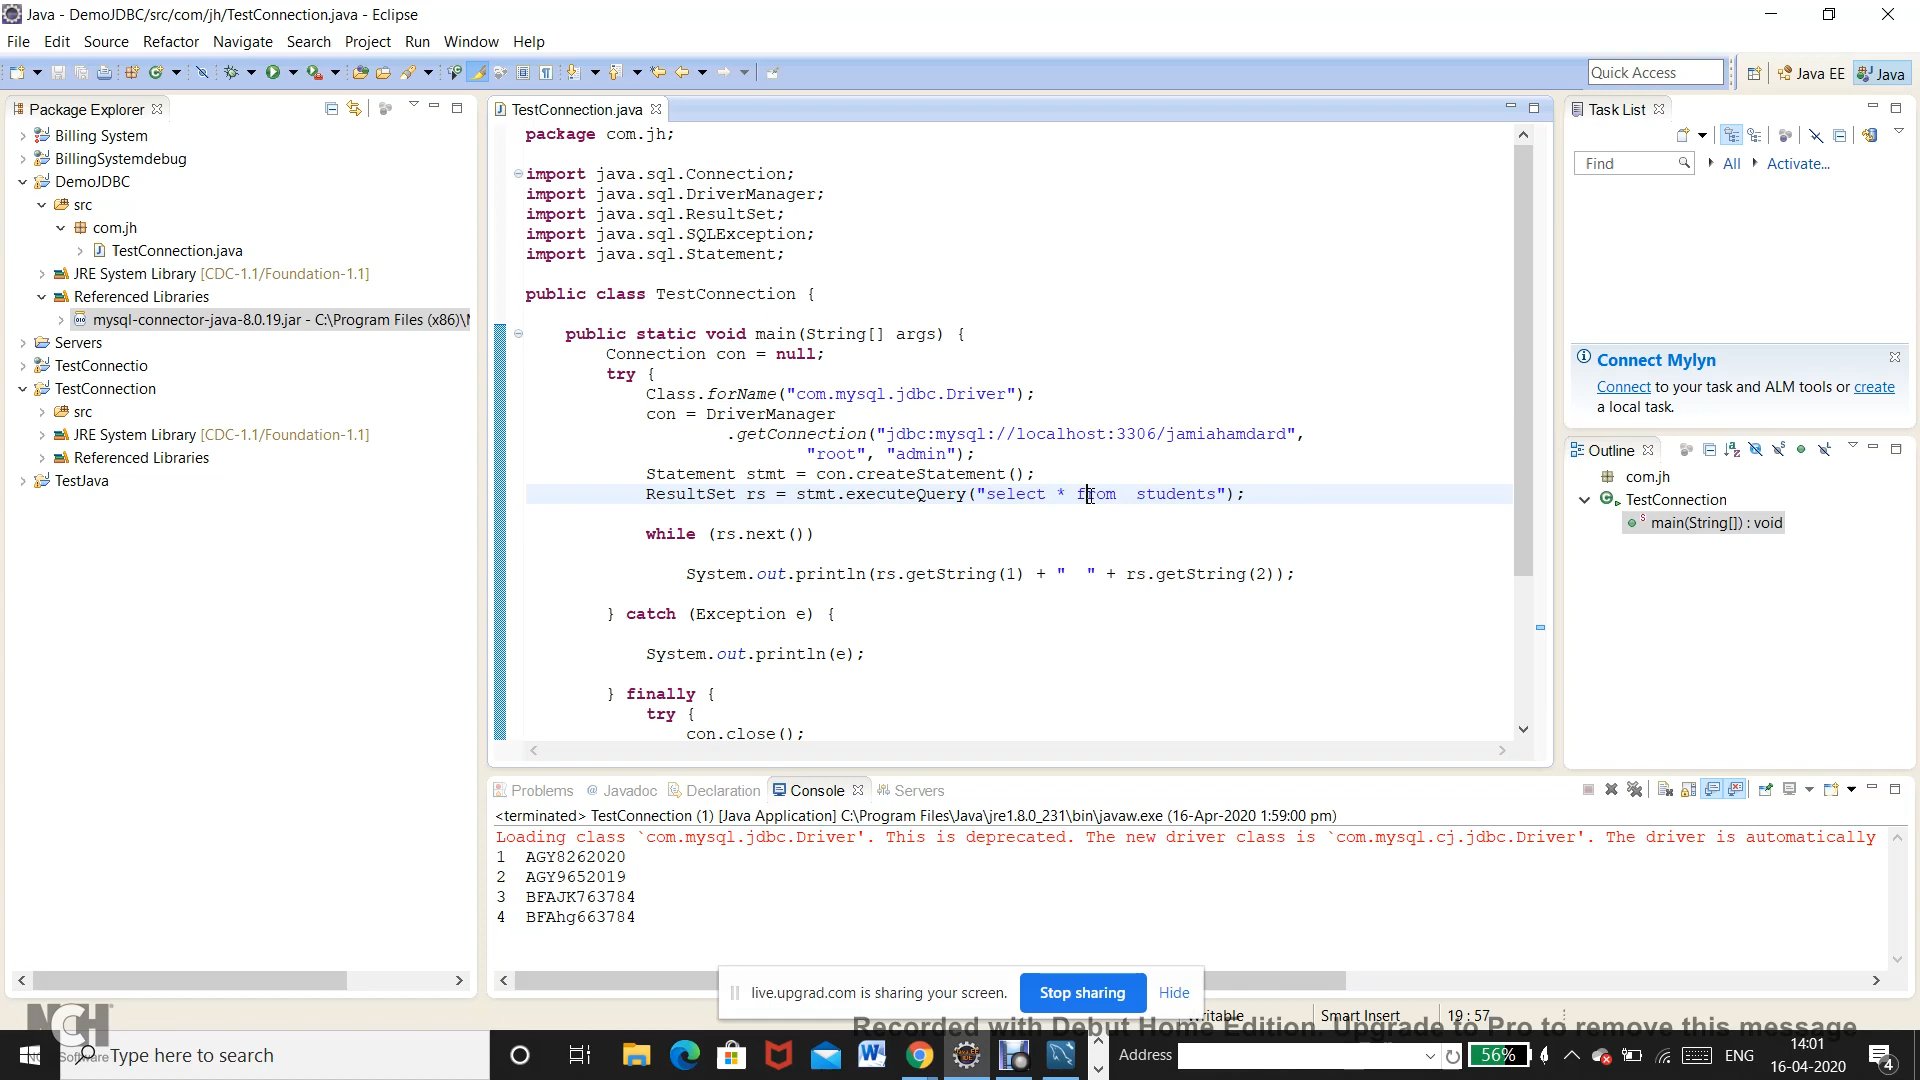 Java - DemoJDBC/src/com/jh/TestConnection.java - Eclipse
File Edit Source Refactor Navigate Search Project Run Window Help
Quick Access
Java EE
Java
Package Explorer
Billing System
BillingSystemdebug
DemoJDBC
src
com.jh
TestConnection.java
JRE System Library [CDC-1.1/Foundation-1.1]
Referenced Libraries
mysql-connector-java-8.0.19.jar - C:\Program Files (x86)\
Servers
TestConnectio
TestConnection
src
JRE System Library [CDC-1.1/Foundation-1.1]
Referenced Libraries
TestJava
TestConnection.java
package com.jh;
import java.sql.Connection;
import java.sql.DriverManager;
import java.sql.ResultSet;
import java.sql.SQLException;
import java.sql.Statement;
public class TestConnection {
public static void main(String[] args) {
Connection con = null;
try {
Class.forName("com.mysql.jdbc.Driver");
con = DriverManager
.getConnection("jdbc:mysql://localhost:3306/jamiahamdard",
"root", "admin");
Statement stmt = con.createStatement();
ResultSet rs = stmt.executeQuery("select * from  students");
while (rs.next())
System.out.println(rs.getString(1) + "  " + rs.getString(2));
} catch (Exception e) {
System.out.println(e);
} finally {
try {
con.close();
Task List
Find
All
Activate...
Connect Mylyn
Connect to your task and ALM tools or create
a local task.
Outline
com.jh
TestConnection
main(String[]) : void
Problems @ Javadoc Declaration Console Servers
<terminated> TestConnection (1) [Java Application] C:\Program Files\Java\jre1.8.0_231\bin\javaw.exe (16-Apr-2020 1:59:00 pm)
Loading class `com.mysql.jdbc.Driver'. This is deprecated. The new driver class is `com.mysql.cj.jdbc.Driver'. The driver is automatically
1  AGY8262020
2  AGY9652019
3  BFAJK763784
4  BFAhg663784
live.upgrad.com is sharing your screen.
Stop sharing
Hide
Smart Insert
19 : 57
NCH
Software
Recorded with Debut Home Edition. Upgrade to Pro to remove this message
Type here to search
Address
56%
ENG
14:01
16-04-2020
4